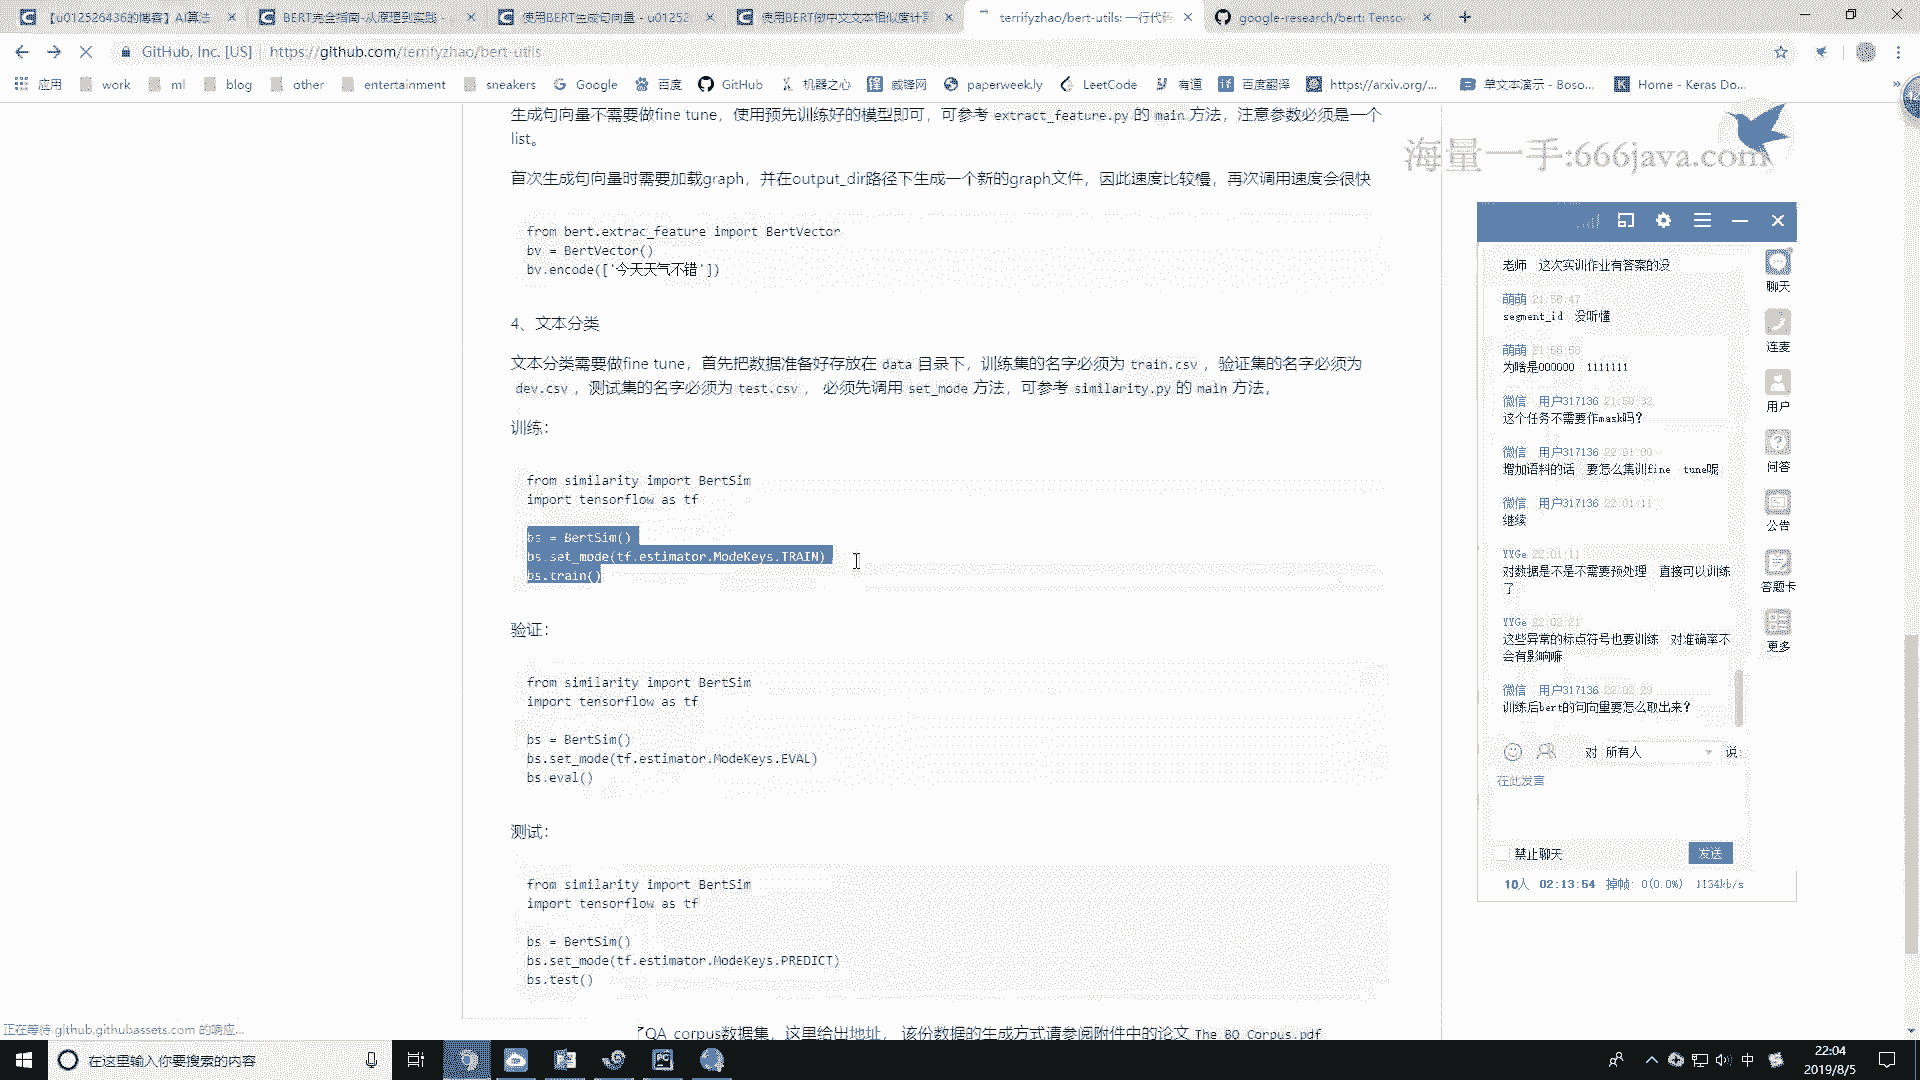 【u012526436的博客】AI算法
BERT完全指南-从原理到实践 -
使用BERT生成句向量 - u01252
使用BERT做中文文本相似度计算
terrifyzhao/bert-utils: 一行代码
google-research/bert: Tenso
GitHub, Inc. [US] | https://github.com/terrifyzhao/bert-utils
应用 work ml blog other entertainment sneakers Google 百度 GitHub 机器之心 威锋网 paperweek.ly LeetCode 有道 百度翻译 https://arxiv.org/... 单文本演示 - Boso... Home - Keras Do... »
生成句向量不需要做fine tune，使用预先训练好的模型即可，可参考 extract_feature.py 的 main 方法，注意参数必须是一个
list。
首次生成句向量时需要加载graph，并在output_dir路径下生成一个新的graph文件，因此速度比较慢，再次调用速度会很快
from bert.extrac_feature import BertVector
bv = BertVector()
bv.encode(['今天天气不错'])
4、文本分类
文本分类需要做fine tune，首先把数据准备好存放在 data 目录下，训练集的名字必须为 train.csv ，验证集的名字必须为
dev.csv ，测试集的名字必须为 test.csv ， 必须先调用 set_mode 方法，可参考 similarity.py 的 main 方法，
训练：
from similarity import BertSim
import tensorflow as tf
bs = BertSim()
bs.set_mode(tf.estimator.ModeKeys.TRAIN)
bs.train()
验证：
from similarity import BertSim
import tensorflow as tf
bs = BertSim()
bs.set_mode(tf.estimator.ModeKeys.EVAL)
bs.eval()
测试：
from similarity import BertSim
import tensorflow as tf
bs = BertSim()
bs.set_mode(tf.estimator.ModeKeys.PREDICT)
bs.test()
QA corpus数据集，这里给出地址， 该份数据的生成方式请参阅附件中的论文 The BQ Corpus.pdf
正在等待 github.githubassets.com 的响应...
海量一手:666java.com
老师 这次实训作业有答案的没
萌萌 21:58:47
segment_id 没听懂
萌萌 21:58:58
为啥是000000 1111111
微信 用户317136 21:59:32
这个任务不需要作mask吗？
微信 用户317136 22:01:00
增加语料的话 要怎么集训fine tune呢
微信 用户317136 22:01:11
继续
YYGe 22:01:11
对数据是不是不需要预处理 直接可以训练
了
YYGe 22:02:21
这些异常的标点符号也要训练 对准确率不
会有影响嘛
微信 用户317136 22:02:29
训练后bert的词向量要怎么取出来？
对 所有人 说:
在此发言
禁止聊天
发送
10人 02:13:54 掉帧: 0(0.0%) 1134kb/s
聊天
连麦
用户
问答
公告
答题卡
更多
在这里输入你要搜索的内容
中
22:04
2019/8/5